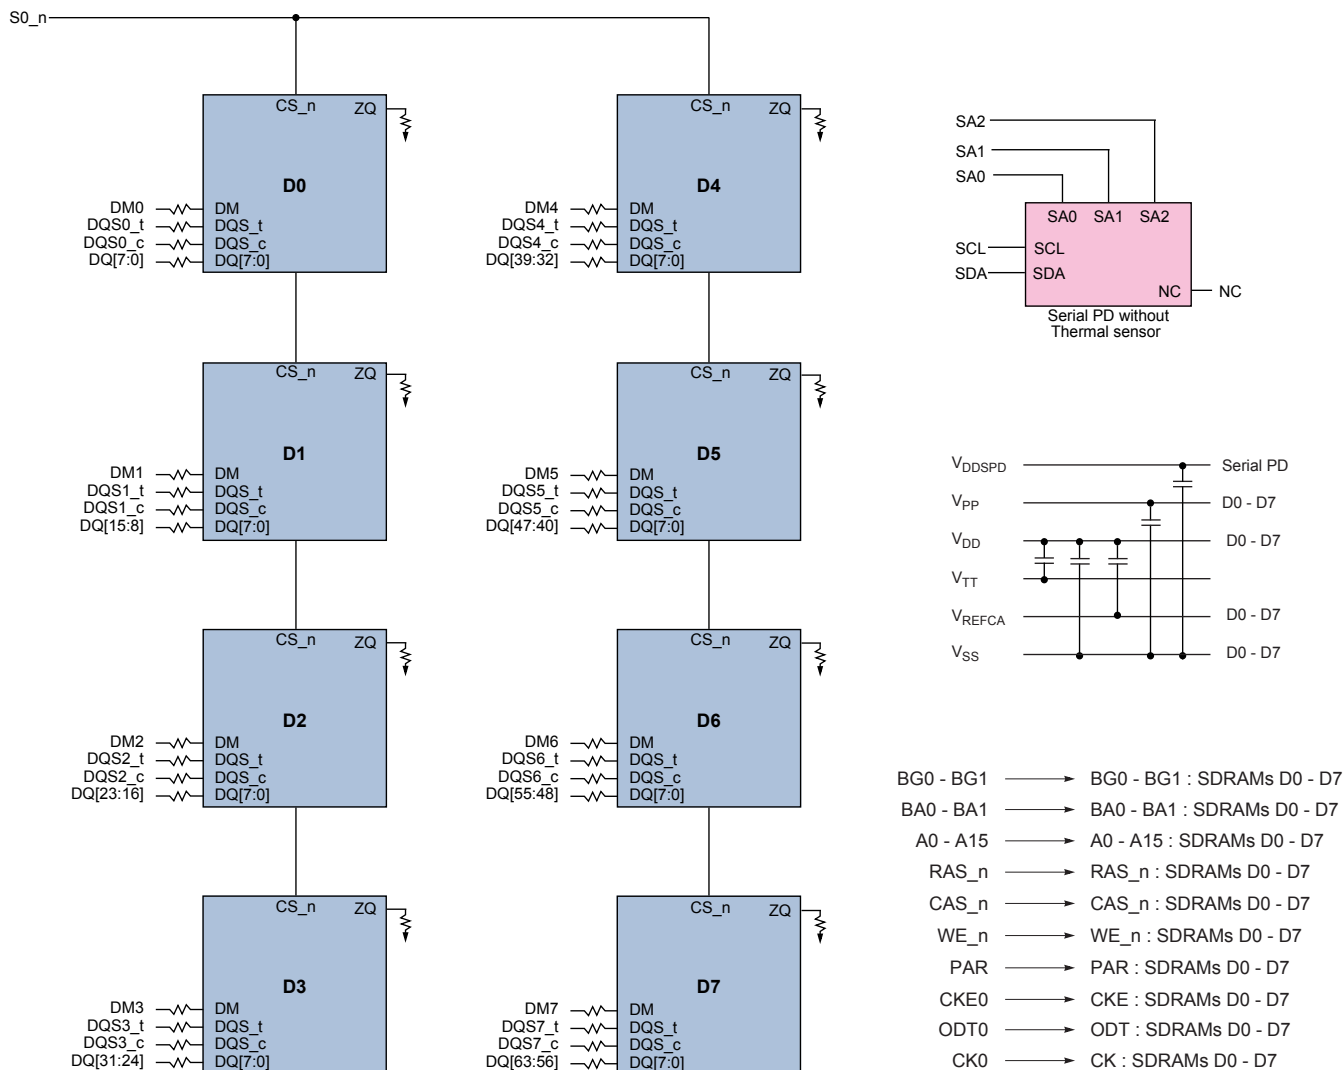 S0_n
CS_n ZQ
D0
DM0 DM
DQS0_t DQS_t
DQS0_c DQS_c
DQ[7:0] DQ[7:0]
CS_n ZQ
D1
DM1 DM
DQS1_t DQS_t
DQS1_c DQS_c
DQ[15:8] DQ[7:0]
CS_n ZQ
D2
DM2 DM
DQS2_t DQS_t
DQS2_c DQS_c
DQ[23:16] DQ[7:0]
CS_n ZQ
D3
DM3 DM
DQS3_t DQS_t
DQS3_c DQS_c
DQ[31:24] DQ[7:0]
CS_n ZQ
D4
DM4 DM
DQS4_t DQS_t
DQS4_c DQS_c
DQ[39:32] DQ[7:0]
CS_n ZQ
D5
DM5 DM
DQS5_t DQS_t
DQS5_c DQS_c
DQ[47:40] DQ[7:0]
CS_n ZQ
D6
DM6 DM
DQS6_t DQS_t
DQS6_c DQS_c
DQ[55:48] DQ[7:0]
CS_n ZQ
D7
DM7 DM
DQS7_t DQS_t
DQS7_c DQS_c
DQ[63:56] DQ[7:0]
SA2
SA1
SA0
SA0 SA1 SA2
SCL SCL
SDA SDA
NC NC
Serial PD without
Thermal sensor
VDDSPD Serial PD
VPP D0 - D7
VDD D0 - D7
VTT
VREFCA D0 - D7
VSS D0 - D7
BG0 - BG1 BG0 - BG1 : SDRAMs D0 - D7
BA0 - BA1 BA0 - BA1 : SDRAMs D0 - D7
A0 - A15 A0 - A15 : SDRAMs D0 - D7
RAS_n RAS_n : SDRAMs D0 - D7
CAS_n CAS_n : SDRAMs D0 - D7
WE_n WE_n : SDRAMs D0 - D7
PAR PAR : SDRAMs D0 - D7
CKE0 CKE : SDRAMs D0 - D7
ODT0 ODT : SDRAMs D0 - D7
CK0 CK : SDRAMs D0 - D7